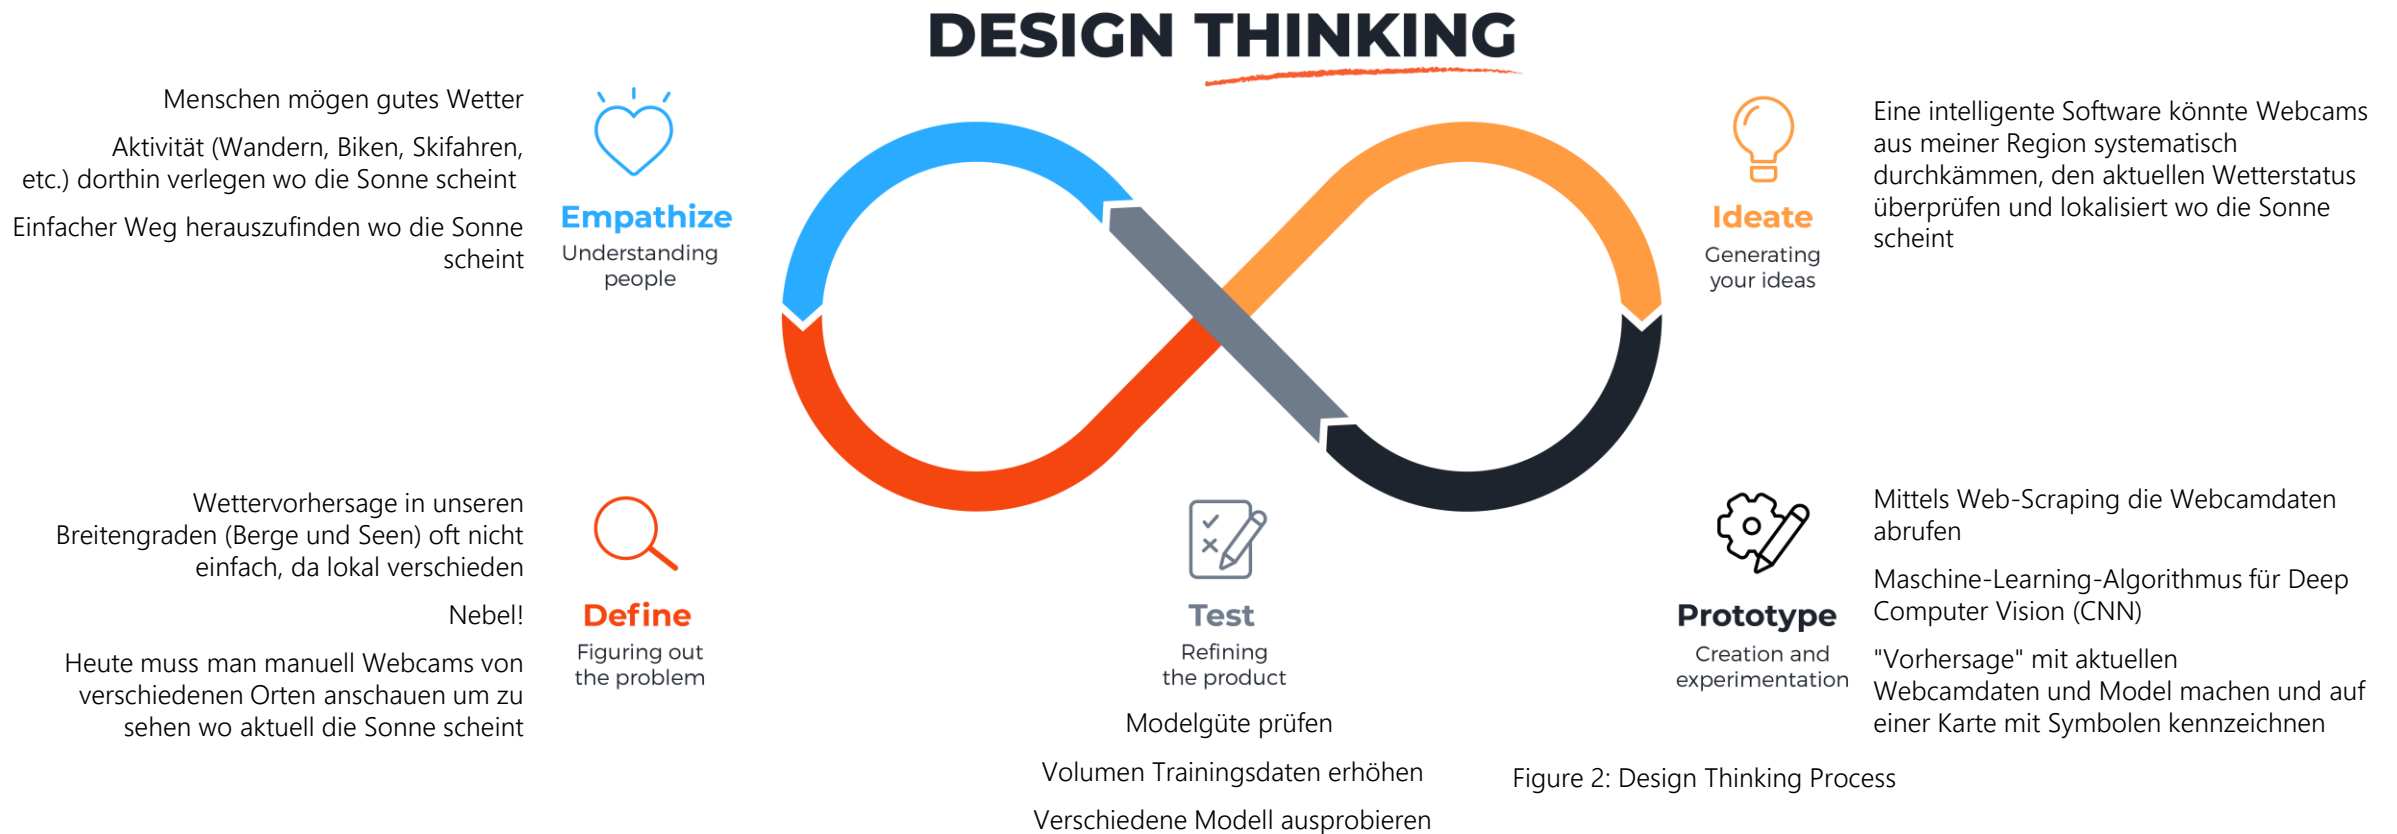 DESIGN THINKING
Menschen mögen gutes Wetter
Aktivität (Wandern, Biken, Skifahren,
etc.) dorthin verlegen wo die Sonne scheint
Einfacher Weg herauszufinden wo die Sonne
scheint
Empathize
Understanding
people
Ideate
Generating
your ideas
Eine intelligente Software könnte Webcams
aus meiner Region systematisch
durchkämmen, den aktuellen Wetterstatus
überprüfen und lokalisiert wo die Sonne
scheint
Wettervorhersage in unseren
Breitengraden (Berge und Seen) oft nicht
einfach, da lokal verschieden
Nebel!
Heute muss man manuell Webcams von
verschiedenen Orten anschauen um zu
sehen wo aktuell die Sonne scheint
Define
Figuring out
the problem
Test
Refining
the product
Modelgüte prüfen
Volumen Trainingsdaten erhöhen
Verschiedene Modell ausprobieren
Prototype
Creation and
experimentation
Mittels Web-Scraping die Webcamdaten
abrufen
Maschine-Learning-Algorithmus für Deep
Computer Vision (CNN)
"Vorhersage" mit aktuellen
Webcamdaten und Model machen und auf
einer Karte mit Symbolen kennzeichnen
Figure 2: Design Thinking Process